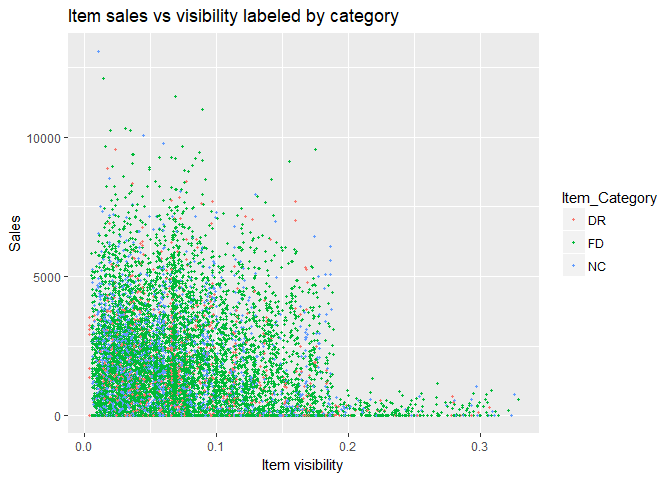 Item sales vs visibility labeled by category
10000
5000
0
Sales
0.0 0.1 0.2 0.3
Item visibility
Item_Category
DR
FD
NC